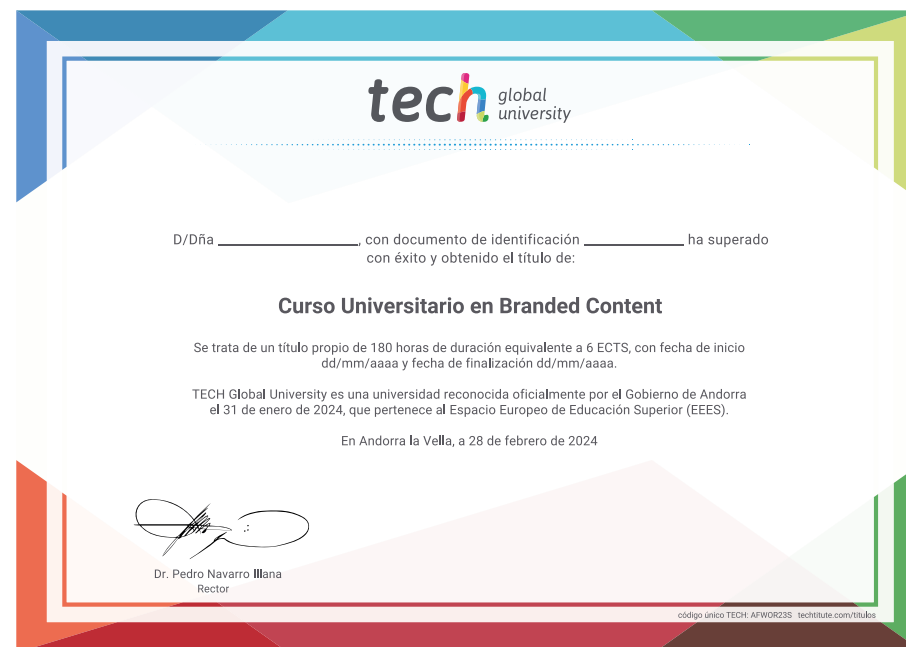 tech global university
D/Dña ____________________, con documento de identificación ______________ ha superado
con éxito y obtenido el título de:
Curso Universitario en Branded Content
Se trata de un título propio de 180 horas de duración equivalente a 6 ECTS, con fecha de inicio
dd/mm/aaaa y fecha de finalización dd/mm/aaaa.
TECH Global University es una universidad reconocida oficialmente por el Gobierno de Andorra
el 31 de enero de 2024, que pertenece al Espacio Europeo de Educación Superior (EEES).
En Andorra la Vella, a 28 de febrero de 2024
Dr. Pedro Navarro Illana
Rector
código único TECH: AFWOR23S techtitute.com/titulos